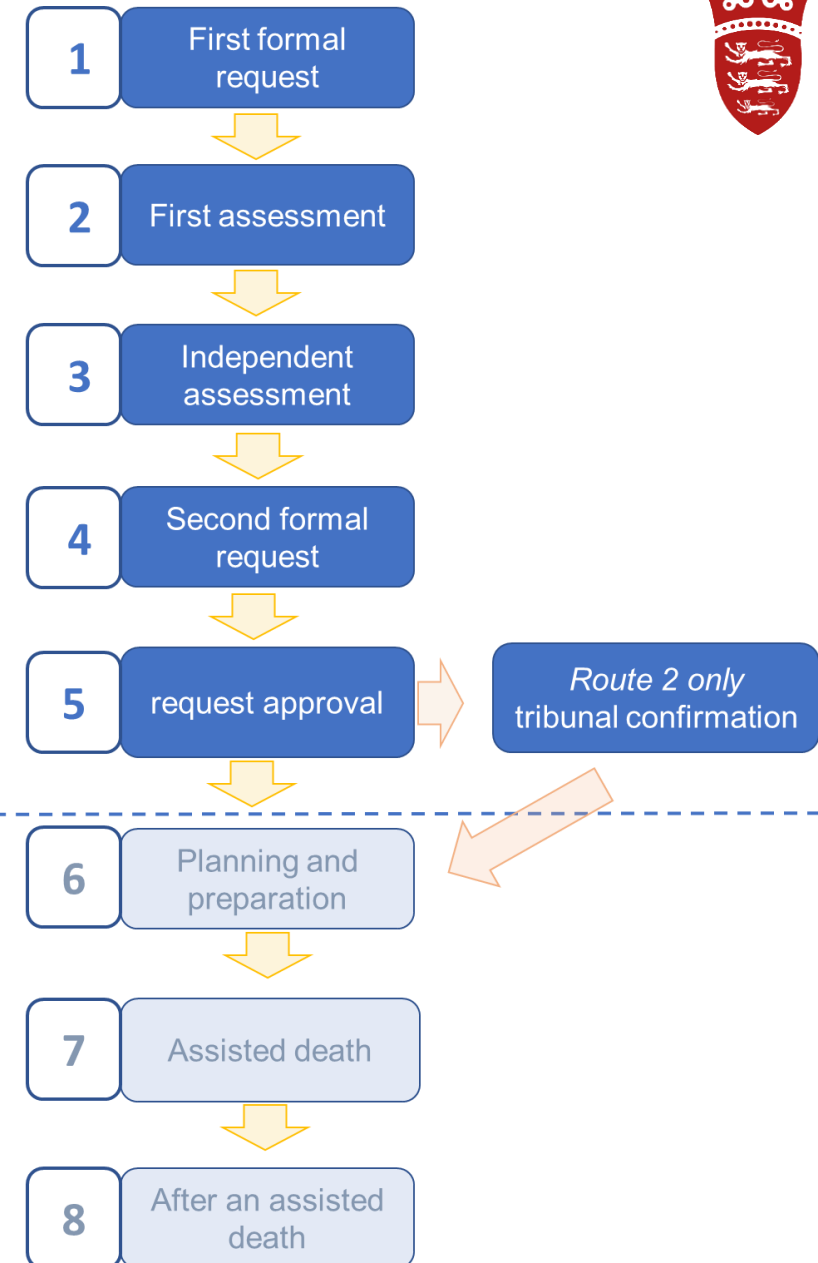 1
First formal
request
2
First assessment
3
Independent
assessment
4
Second formal
request
5
request approval
Route 2 only
tribunal confirmation
6
Planning and
preparation
7
Assisted death
8
After an assisted
death